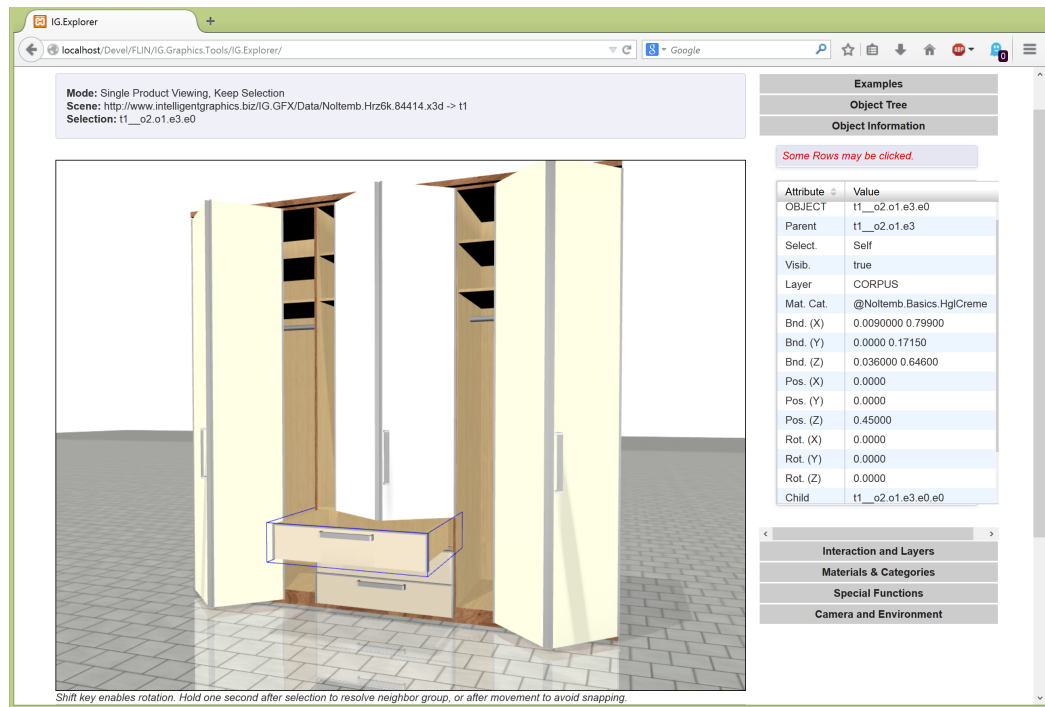 IG.Explorer
+
localhost/Devel/FLIN/IG.Graphics.Tools/IG.Explorer/
8 Google
ABP
0
Mode: Single Product Viewing, Keep Selection
Scene: http://www.intelligentgraphics.biz/IG.GFX/Data/Noltemb.Hrz6k.84414.x3d -> t1
Selection: t1__o2.o1.e3.e0
Examples
Object Tree
Object Information
Some Rows may be clicked.
Attribute Value
OBJECT t1__o2.o1.e3.e0
Parent t1__o2.o1.e3
Select. Self
Visib. true
Layer CORPUS
Mat. Cat. @Noltemb.Basics.HglCreme
Bnd. (X) 0.0090000 0.79900
Bnd. (Y) 0.0000 0.17150
Bnd. (Z) 0.036000 0.64600
Pos. (X) 0.0000
Pos. (Y) 0.0000
Pos. (Z) 0.45000
Rot. (X) 0.0000
Rot. (Y) 0.0000
Rot. (Z) 0.0000
Child t1__o2.o1.e3.e0.e0
Interaction and Layers
Materials & Categories
Special Functions
Camera and Environment
Shift key enables rotation. Hold one second after selection to resolve neighbor group, or after movement to avoid snapping.